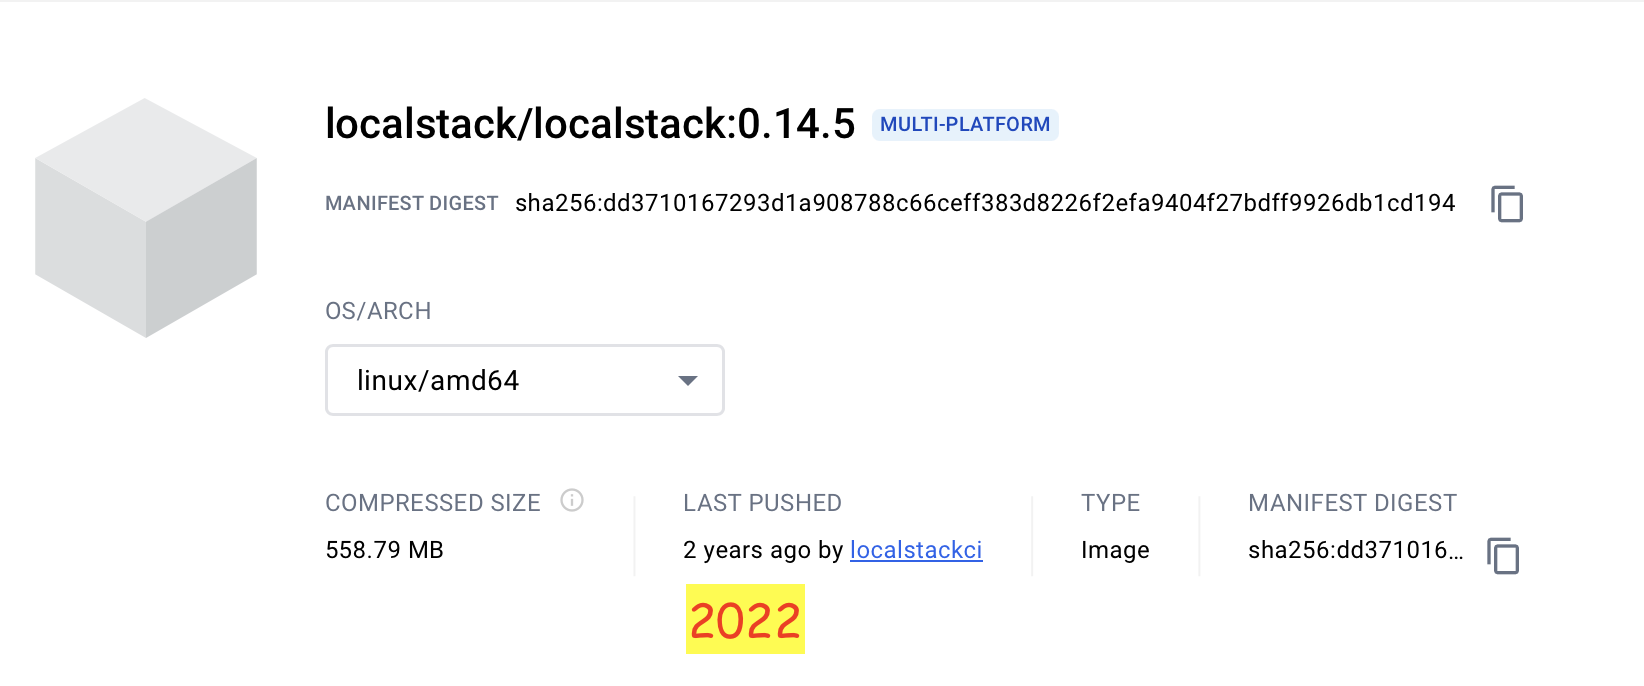 localstack/localstack:0.14.5 MULTI-PLATFORM
MANIFEST DIGEST sha256:dd3710167293d1a908788c66ceff383d8226f2efa9404f27bdff9926db1cd194
OS/ARCH
linux/amd64
COMPRESSED SIZE LAST PUSHED TYPE MANIFEST DIGEST
558.79 MB 2 years ago by localstackci Image sha256:dd371016...
2022